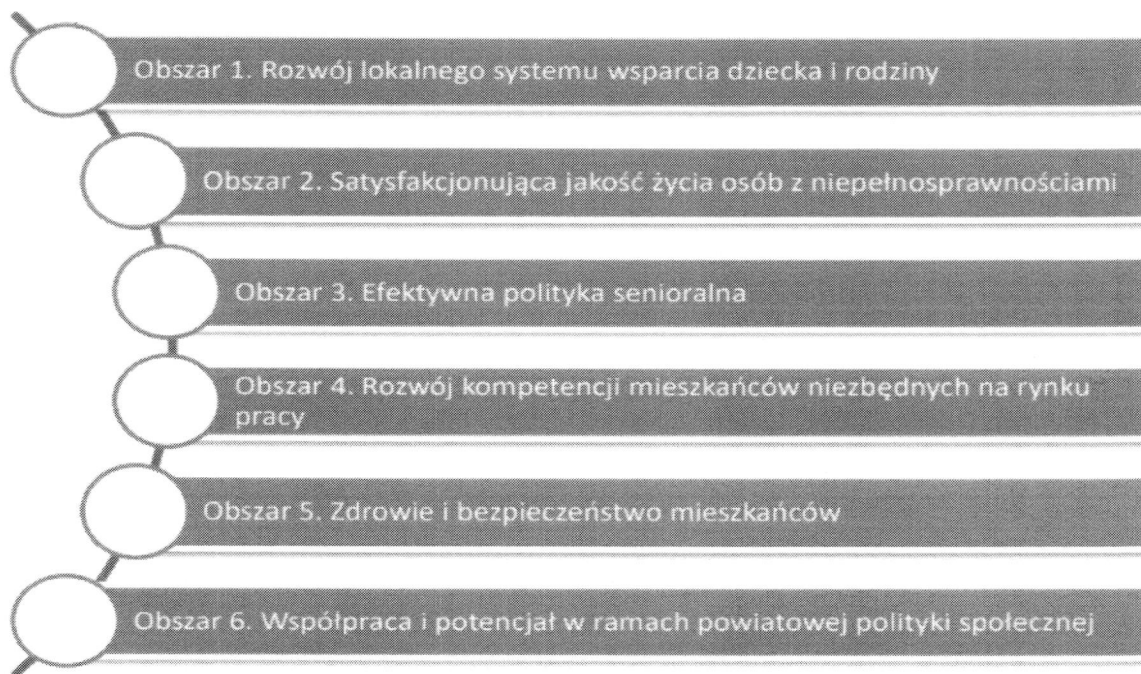 Obszar 1. Rozwój lokalnego systemu wsparcia dziecka i rodziny
Obszar 2. Satysfakcjonująca jakość życia osób z niepełnosprawnościami
Obszar 3. Efektywna polityka senioralna
Obszar 4. Rozwój kompetencji mieszkańców niezbędnych na rynku
pracy
Obszar 5. Zdrowie i bezpieczeństwo mieszkańców
Obszar 6. Współpraca i potencjał w ramach powiatowej polityki społecznej